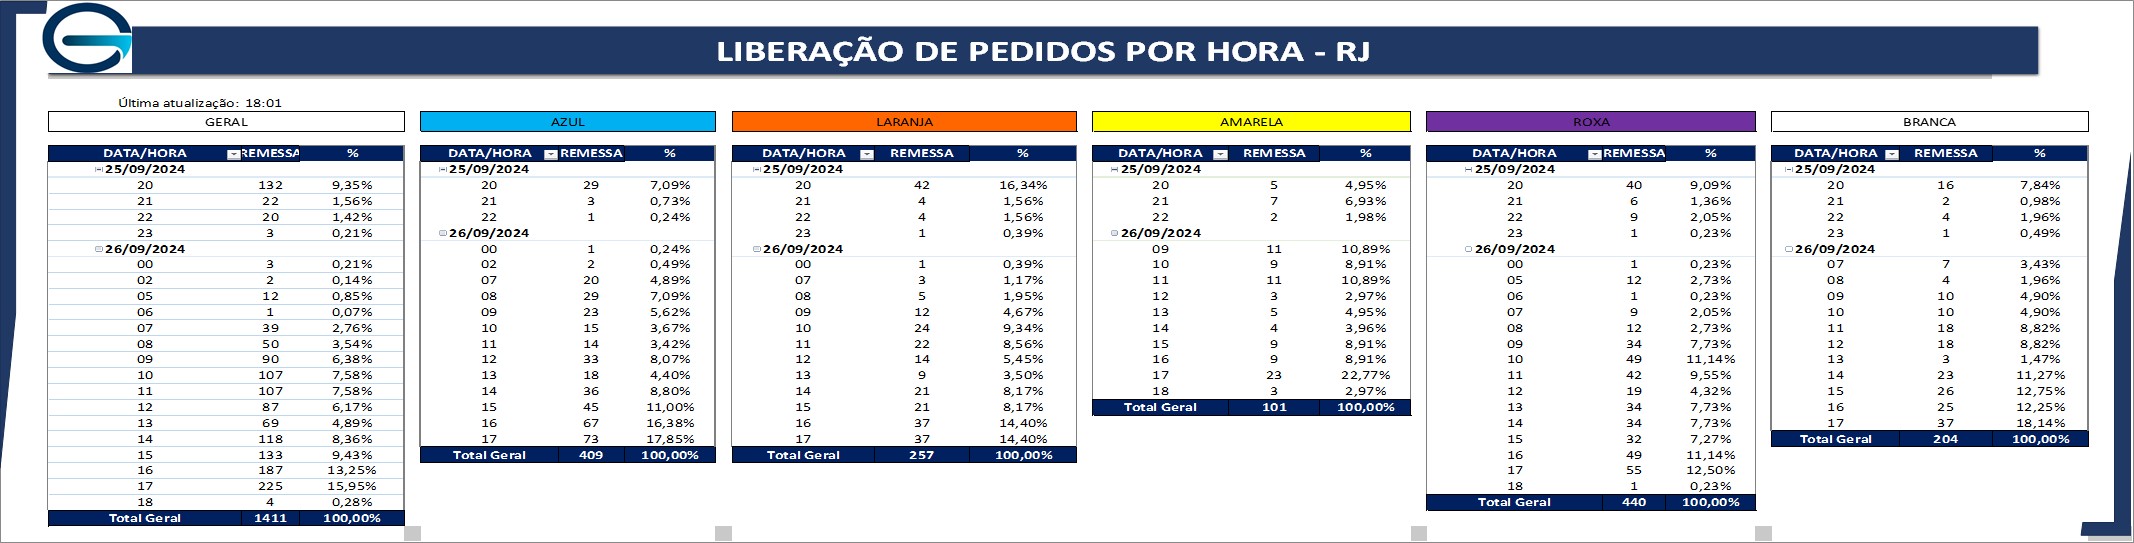 LIBERAÇÃO DE PEDIDOS POR HORA - RJ
Última atualização: 18:01
GERAL
DATA/HORA REMESSA %
25/09/2024
20 132 9,35%
21 22 1,56%
22 20 1,42%
23 3 0,21%
26/09/2024
00 3 0,21%
02 2 0,14%
05 12 0,85%
06 1 0,07%
07 39 2,76%
08 50 3,54%
09 90 6,38%
10 107 7,58%
11 107 7,58%
12 87 6,17%
13 69 4,89%
14 118 8,36%
15 133 9,43%
16 187 13,25%
17 225 15,95%
18 4 0,28%
Total Geral 1411 100,00%
AZUL
DATA/HORA REMESSA %
25/09/2024
20 29 7,09%
21 3 0,73%
22 1 0,24%
26/09/2024
00 1 0,24%
02 2 0,49%
07 20 4,89%
08 29 7,09%
09 23 5,62%
10 15 3,67%
11 14 3,42%
12 33 8,07%
13 18 4,40%
14 36 8,80%
15 45 11,00%
16 67 16,38%
17 73 17,85%
Total Geral 409 100,00%
LARANJA
DATA/HORA REMESSA %
25/09/2024
20 42 16,34%
21 4 1,56%
22 4 1,56%
23 1 0,39%
26/09/2024
00 1 0,39%
07 3 1,17%
08 5 1,95%
09 12 4,67%
10 24 9,34%
11 22 8,56%
12 14 5,45%
13 9 3,50%
14 21 8,17%
15 21 8,17%
16 37 14,40%
17 37 14,40%
Total Geral 257 100,00%
AMARELA
DATA/HORA REMESSA %
25/09/2024
20 5 4,95%
21 7 6,93%
22 2 1,98%
26/09/2024
09 11 10,89%
10 9 8,91%
11 11 10,89%
12 3 2,97%
13 5 4,95%
14 4 3,96%
15 9 8,91%
16 9 8,91%
17 23 22,77%
18 3 2,97%
Total Geral 101 100,00%
ROXA
DATA/HORA REMESSA %
25/09/2024
20 40 9,09%
21 6 1,36%
22 9 2,05%
23 1 0,23%
26/09/2024
00 1 0,23%
05 12 2,73%
06 1 0,23%
07 9 2,05%
08 12 2,73%
09 34 7,73%
10 49 11,14%
11 42 9,55%
12 19 4,32%
13 34 7,73%
14 34 7,73%
15 32 7,27%
16 49 11,14%
17 55 12,50%
18 1 0,23%
Total Geral 440 100,00%
BRANCA
DATA/HORA REMESSA %
25/09/2024
20 16 7,84%
21 2 0,98%
22 4 1,96%
23 1 0,49%
26/09/2024
07 7 3,43%
08 4 1,96%
09 10 4,90%
10 10 4,90%
11 18 8,82%
12 18 8,82%
13 3 1,47%
14 23 11,27%
15 26 12,75%
16 25 12,25%
17 37 18,14%
Total Geral 204 100,00%